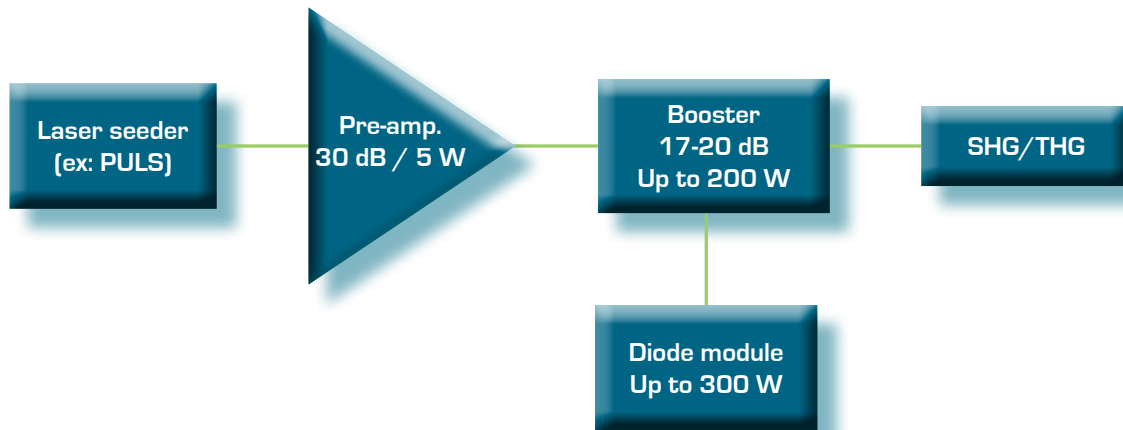 Laser seeder
(ex: PULS)
Pre-amp.
30 dB / 5 W
Booster
17-20 dB
Up to 200 W
SHG/THG
Diode module
Up to 300 W